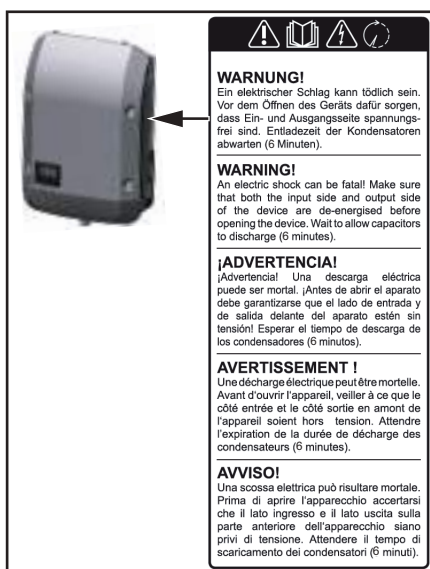 WARNUNG!
Ein elektrischer Schlag kann tödlich sein.
Vor dem Öffnen des Geräts dafür sorgen,
dass Ein- und Ausgangsseite spannungs-
frei sind. Entladezeit der Kondensatoren
abwarten (6 Minuten).
WARNING!
An electric shock can be fatal! Make sure
that both the input side and output side
of the device are de-energised before
opening the device. Wait to allow capacitors
to discharge (6 minutes).
¡ADVERTENCIA!
¡Advertencia! Una descarga eléctrica
puede ser mortal. ¡Antes de abrir el aparato
debe garantizarse que el lado de entrada y
de salida delante del aparato estén sin
tensión! Esperar el tiempo de descarga de
los condensadores (6 minutos).
AVERTISSEMENT !
Une décharge électrique peut être mortelle.
Avant d'ouvrir l'appareil, veiller à ce que le
côté entrée et le côté sortie en amont de
l'appareil soient hors tension. Attendre
l'expiration de la durée de décharge des
condensateurs (6 minutes).
AVVISO!
Una scossa elettrica può risultare mortale.
Prima di aprire l'apparecchio accertarsi
che il lato ingresso e il lato uscita sulla
parte anteriore dell'apparecchio siano
privi di tensione. Attendere il tempo di
scaricamento dei condensatori (6 minuti).